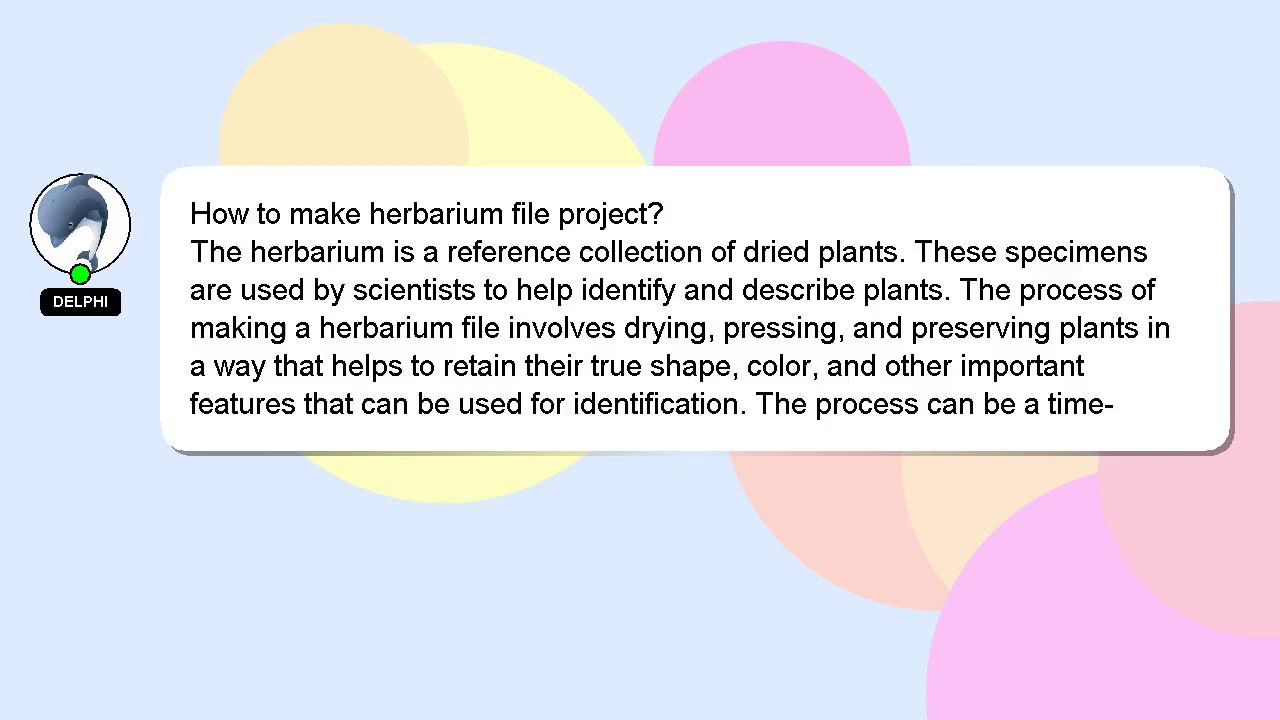 How to make herbarium file project?
The herbarium is a reference collection of dried plants. These specimens
are used by scientists to help identify and describe plants. The process of
making a herbarium file involves drying, pressing, and preserving plants in
a way that helps to retain their true shape, color, and other important
features that can be used for identification. The process can be a time-
DELPHI